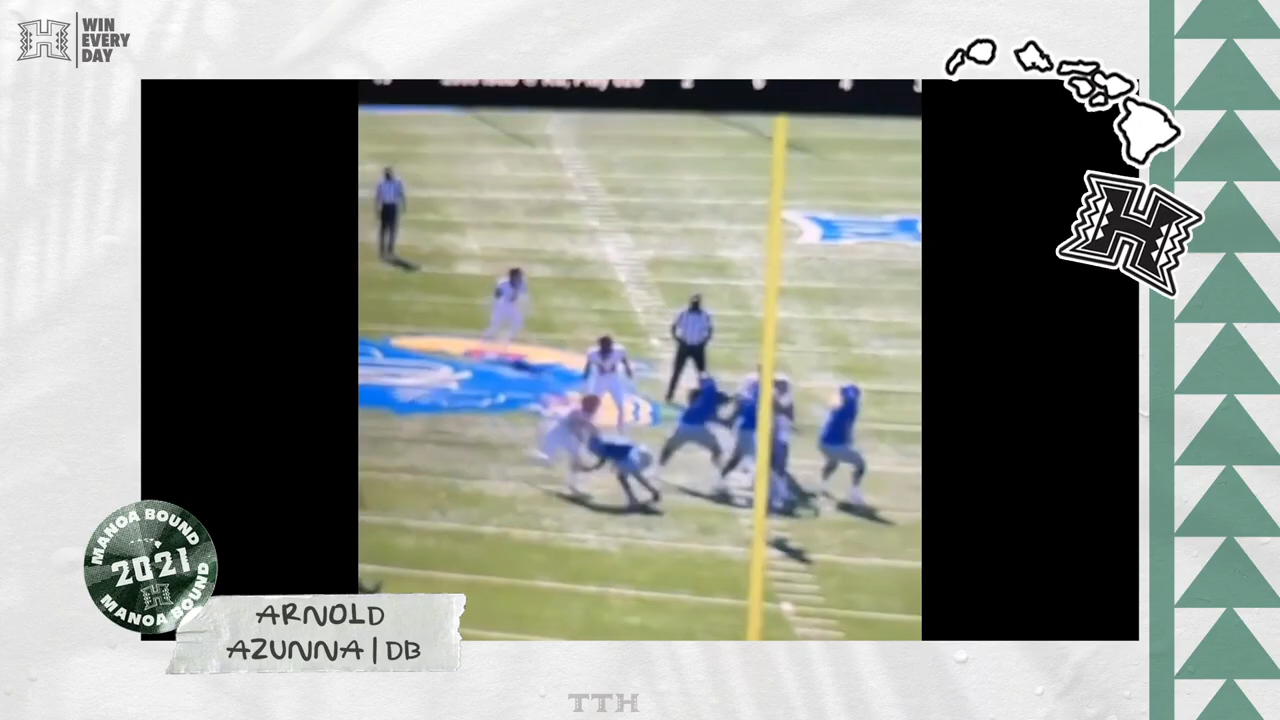 WIN
EVERY
DAY
MANOA BOUND
2021
MANOA BOUND
ARNOLD
AZUNNA | DB
TTH